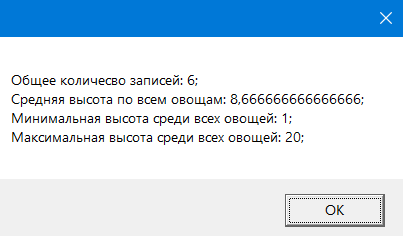 Общее количесво записей: 6;
Средняя высота по всем овощам: 8,666666666666666;
Минимальная высота среди всех овощей: 1;
Максимальная высота среди всех овощей: 20;
OK